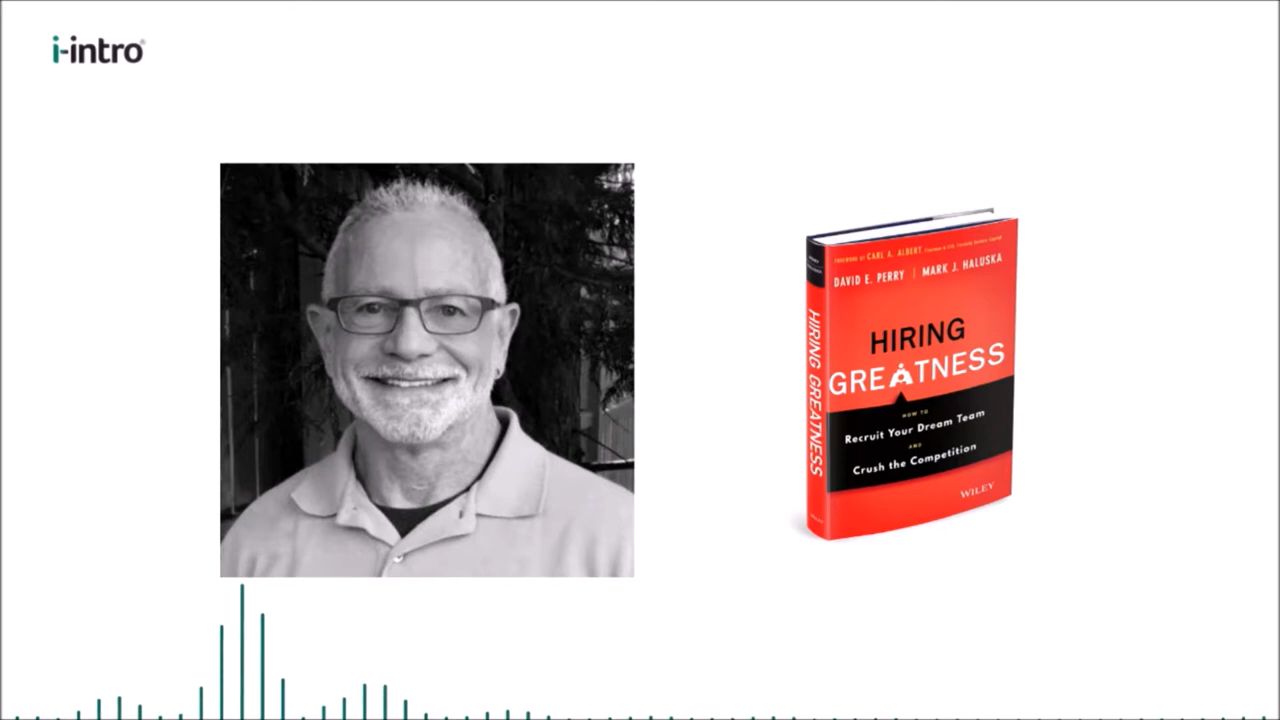 i-intro®
FOREWORD BY CARL A. ALBERT,
DAVID E. PERRY | MARK J. HALUSKA
HIRING
GREATNESS
HOW TO
Recruit Your Dream Team
AND
Crush the Competition
WILEY
HIRING GREATNESS